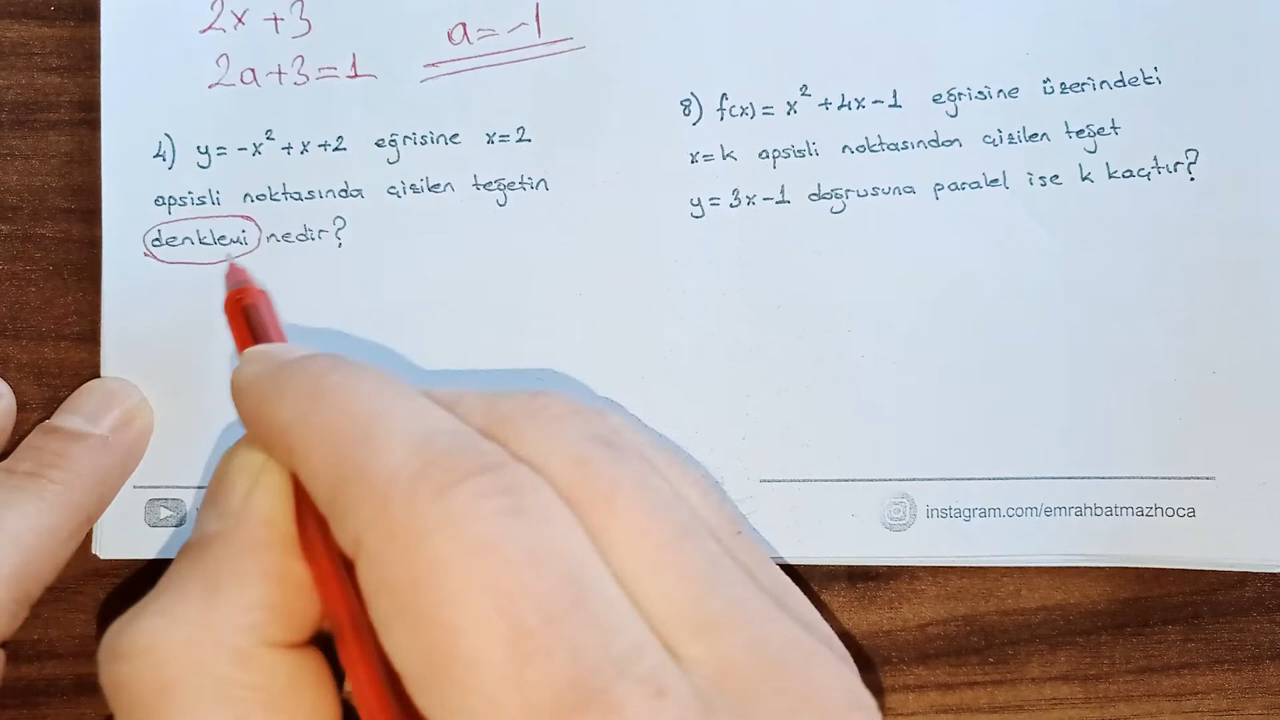 2x+3
2a+3=1
a=-1
4) y=-x²+x+2 eğrisine x=2
apsisli noktasında çizilen teğetin
denklemi nedir?
8) f(x)=x²+4x-1 eğrisine üzerindeki
x=k apsisli noktasından çizilen teğet
y=3x-1 doğrusuna paralel ise k kaçtır?
instagram.com/emrahbatmazhoca